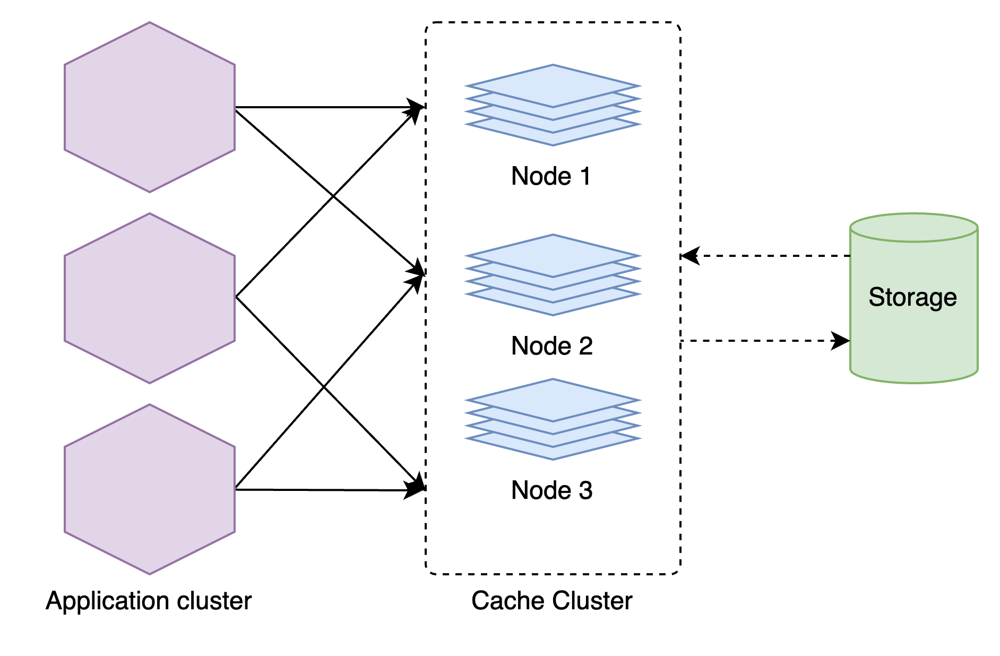 Node 1
Node 2
Storage
Node 3
Application cluster
Cache Cluster